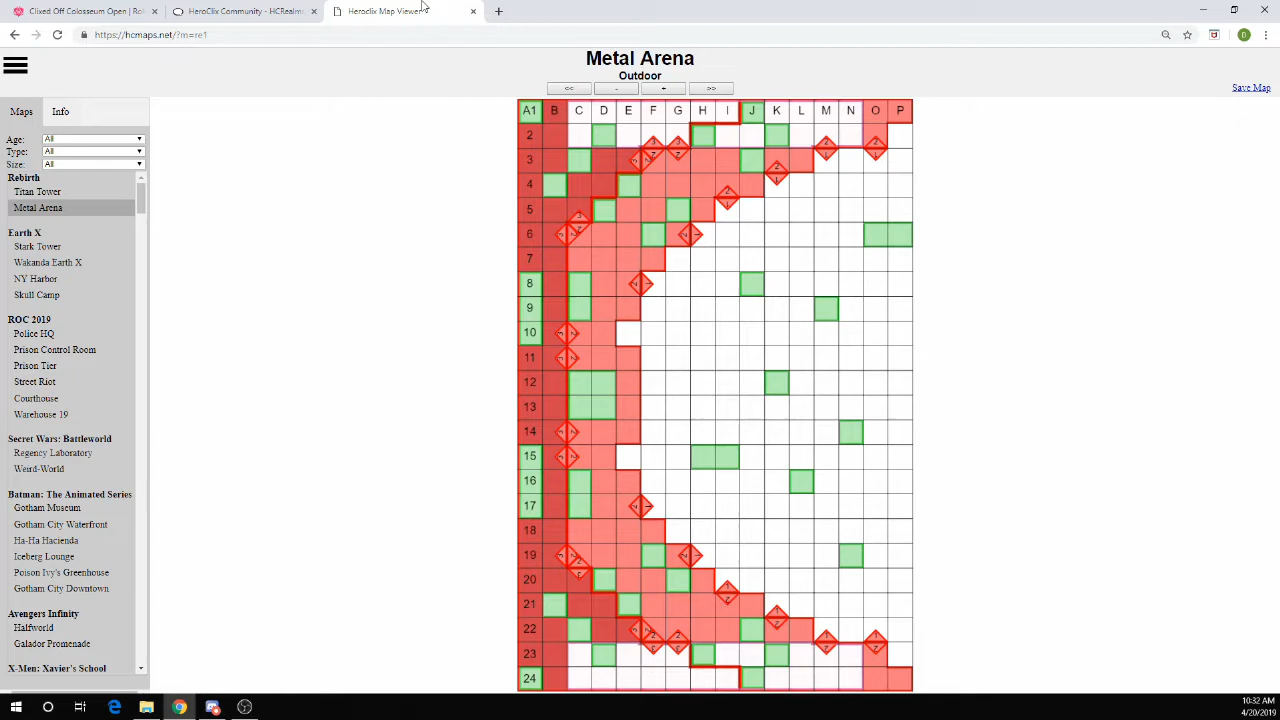 Clixed Off Colosseum Open | Rol
HeroClix Community - HCRealms
Heroclix Map Viewer
https://hcmaps.net/?m=re1
Metal Arena
Outdoor
<< - + >>
Save Map
Maps Info
Age: All
Type: All
Size: All
Rebirth
Titan Tower
Metal Arena
Earth X
Stark Tower
Wakanda Earth X
NY Harbor
Skull Camp
ROC 2019
Police HQ
Prison Control Room
Prison Tier
Street Riot
Courthouse
Warehouse 19
Secret Wars: Battleworld
Regency Laboratory
Weird-World
Batman: The Animated Series
Gotham Museum
Gotham City Waterfront
Ha-Ha Hacienda
Iceberg Lounge
Poison Ivy's Greenhouse
Gotham City Downtown
Avengers Infinity
Halfworld
Galador Promenade
X-Men: Xavier's School
A1 B C D E F G H I J K L M N O P
2
3
4
5
6
7
8
9
10
11
12
13
14
15
16
17
18
19
20
21
22
23
24
10:32 AM
4/20/2019